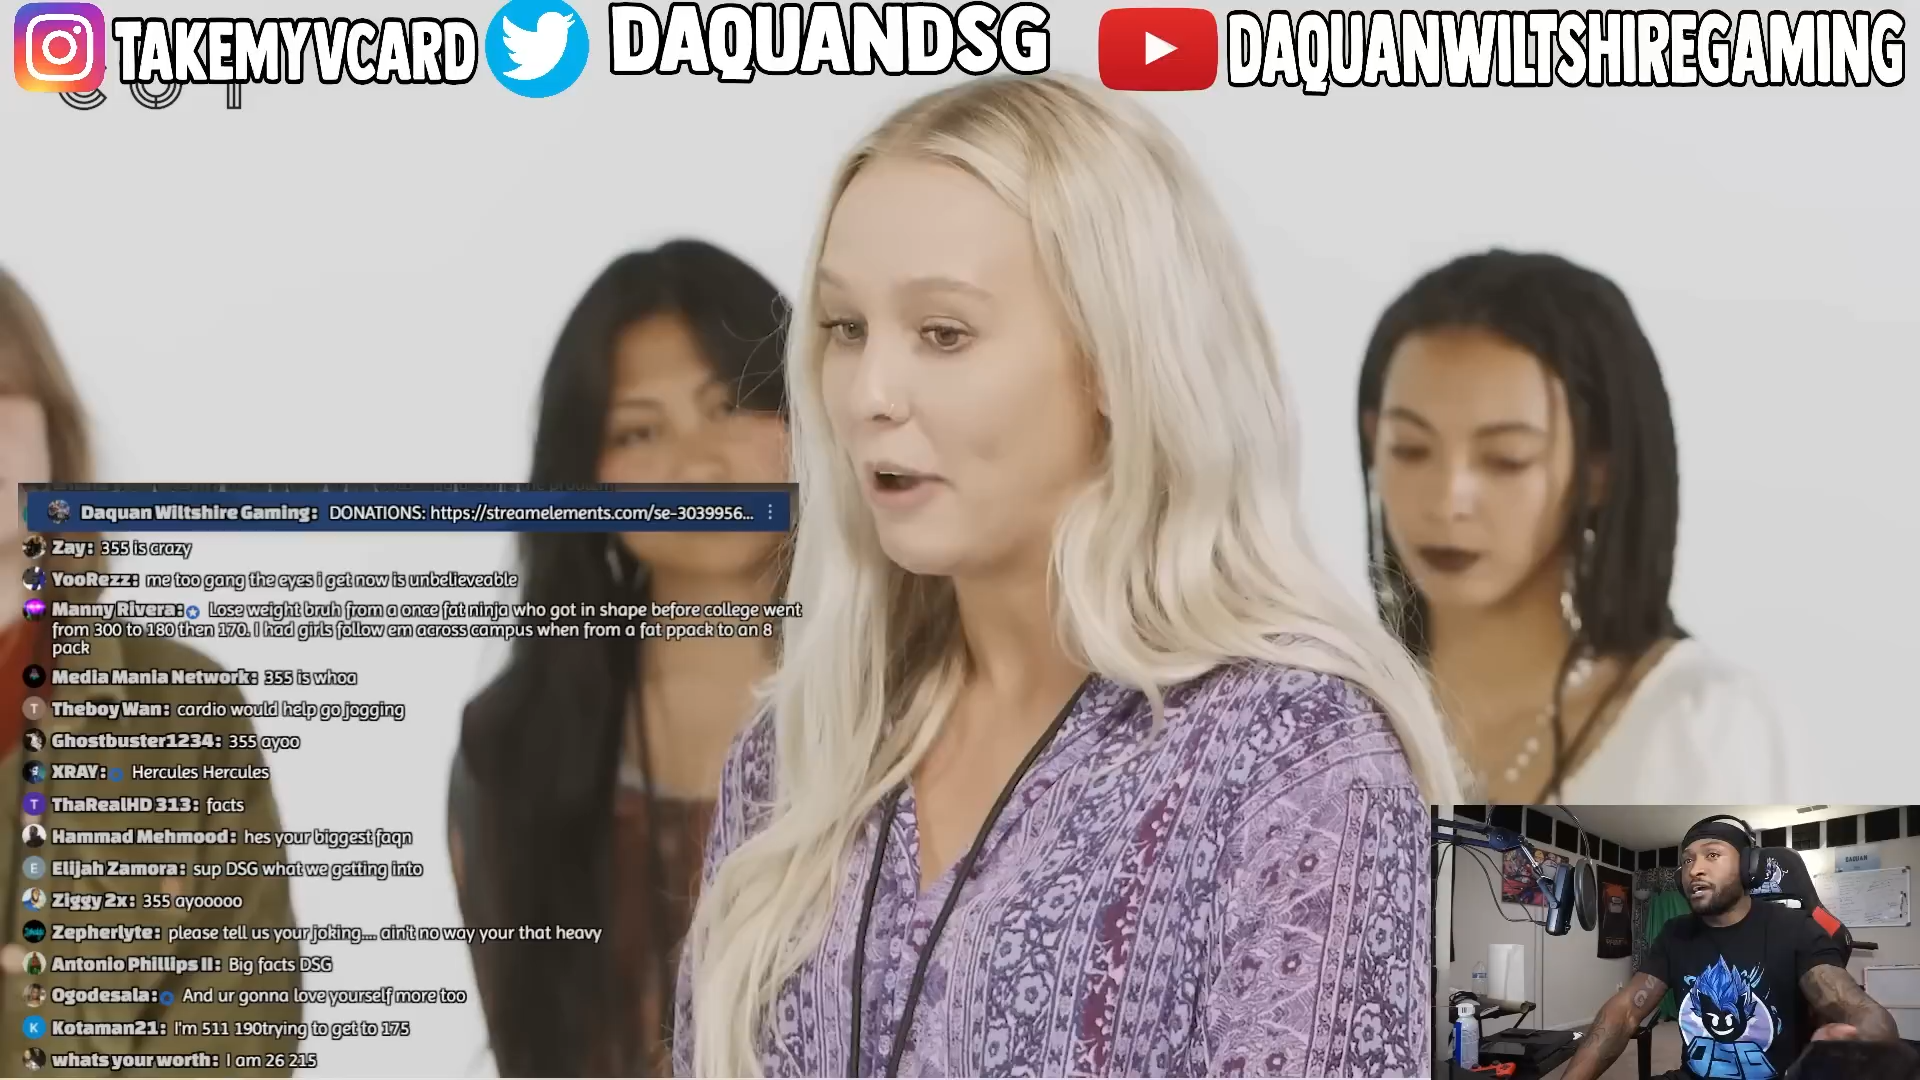 TAKEMYVCARD DAQUANDSG DAQUANWILTSHIREGAMING
CUT
Daquan Wiltshire Gaming: DONATIONS: https://streamelements.com/se-3039956...
Zay: 355 is crazy
YooRezz: me too gang the eyes i get now is unbelieveable
Manny Rivera: Lose weight bruh from a once fat ninja who got in shape before college went
from 300 to 180 then 170. I had girls follow em across campus when from a fat ppack to an 8
pack
Media Mania Network: 355 is whoa
T Theboy Wan: cardio would help go jogging
Ghostbuster1234: 355 ayoo
XRAY: Hercules Hercules
T ThaRealHD 313: facts
Hammad Mehmood: hes your biggest faqn
E Elijah Zamora: sup DSG what we getting into
Ziggy 2x: 355 ayooooo
Zepherlyte: please tell us your joking.... ain't no way your that heavy
Antonio Phillips II: Big facts DSG
Ogodesala: And ur gonna love yourself more too
K Kotaman21: I'm 511 190trying to get to 175
whats your worth: I am 26 215
DAQUAN
DSG